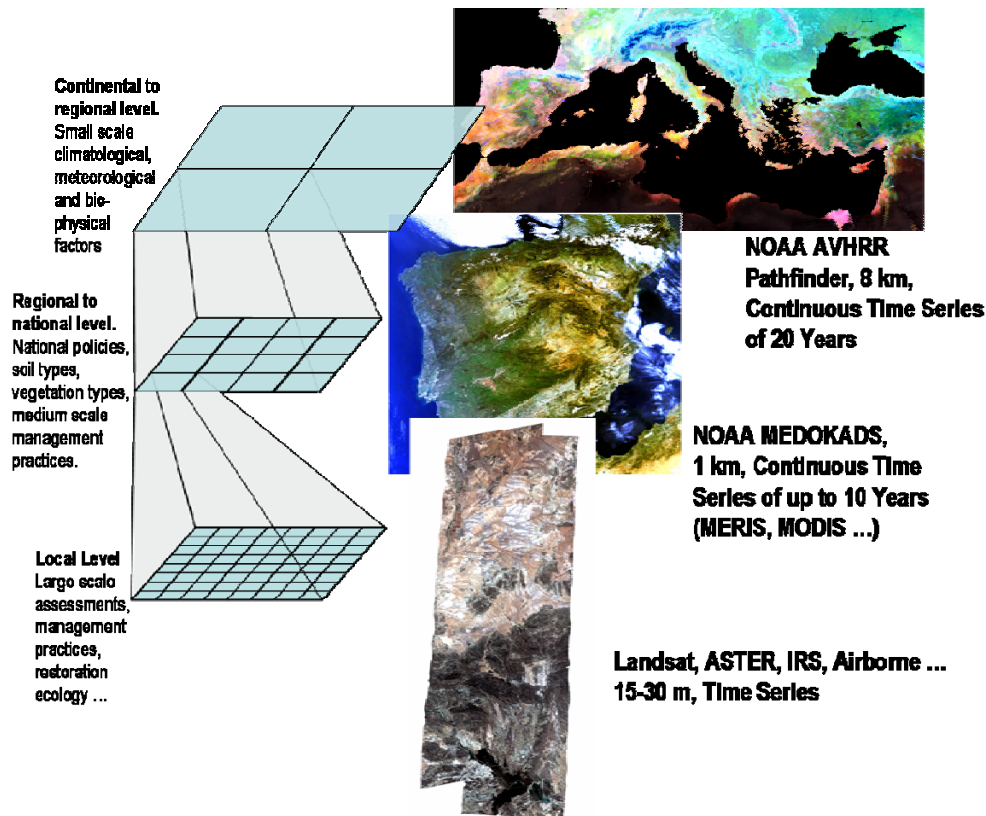 Continental to
regional level.
Small scale
climatological,
meteorological
and bio-
physical
factors
NOAA AVHRR
Pathfinder, 8 km,
Continuous Time Series
of 20 Years
Regional to
national level.
National policies,
soil types,
vegetation types,
medium scale
management
practices.
NOAA MEDOKADS,
1 km, Continuous Time
Series of up to 10 Years
(MERIS, MODIS ...)
Local Level
Large scale
assessments,
management
practices,
restoration
ecology ...
Landsat, ASTER, IRS, Airborne ...
15-30 m, Time Series